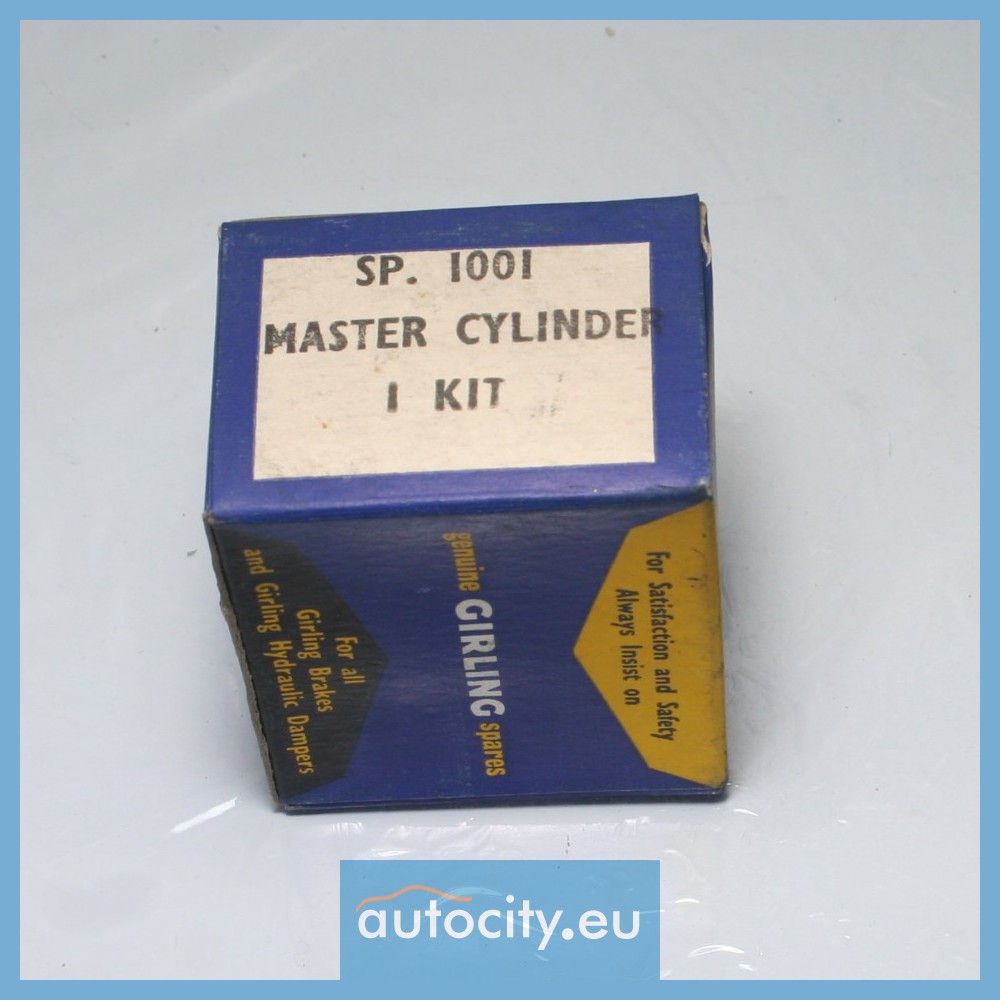 SP. 1001
MASTER CYLINDER
1 KIT
For Satisfaction and Safety
Always Insist on
genuine GIRLING spares
For all
Girling Brakes
and Girling Hydraulic Dampers
autocity.eu